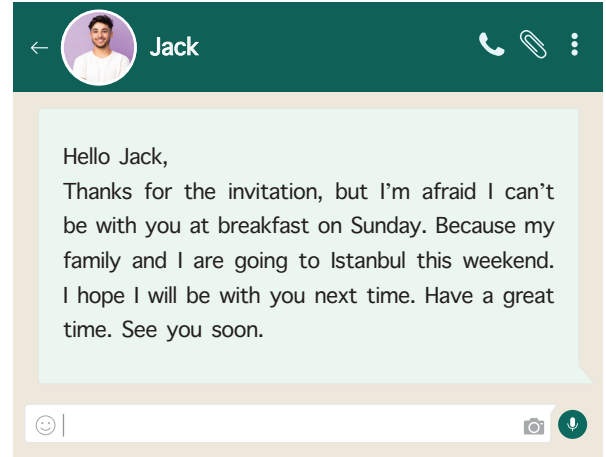 Jack
Hello Jack,
Thanks for the invitation, but I’m afraid I can’t
be with you at breakfast on Sunday. Because my
family and I are going to Istanbul this weekend.
I hope I will be with you next time. Have a great
time. See you soon.